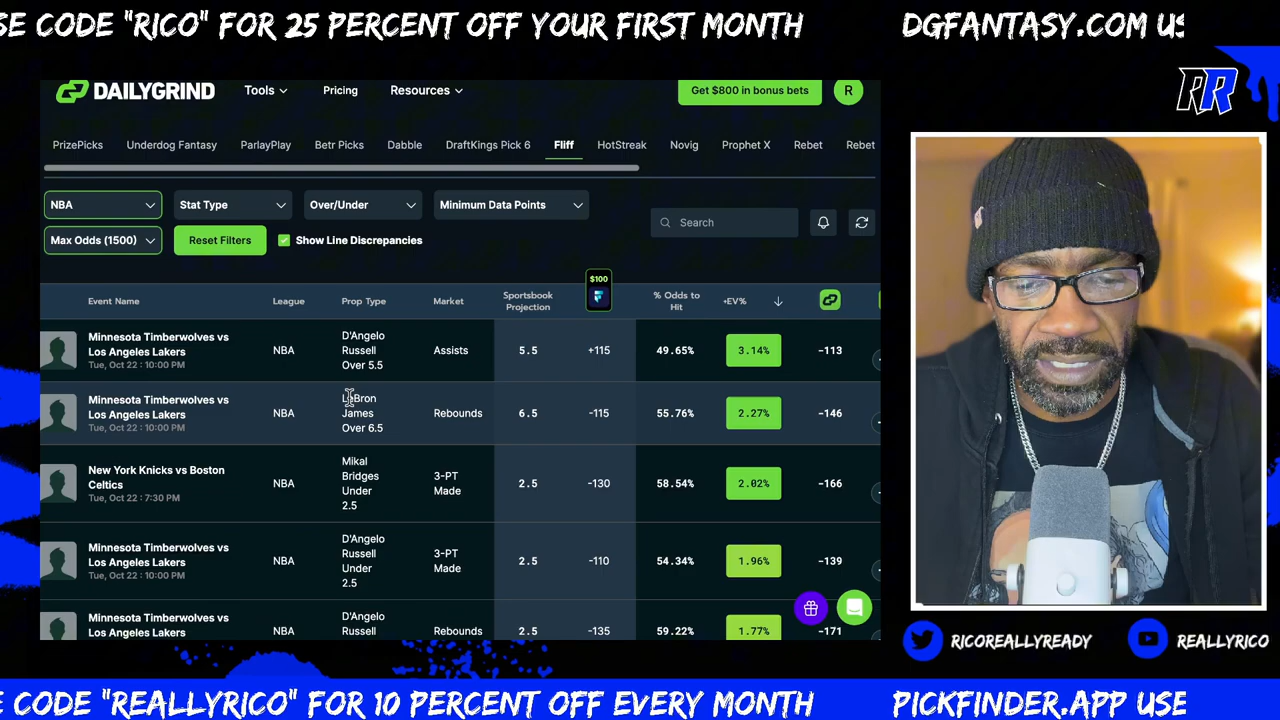 SE CODE "RICO" FOR 25 PERCENT OFF YOUR FIRST MONTH DGFANTASY.COM US
DAILYGRIND Tools Pricing Resources Get $800 in bonus bets R
RR
PrizePicks Underdog Fantasy ParlayPlay Betr Picks Dabble DraftKings Pick 6 Fliff HotStreak Novig Prophet X Rebet Rebet
NBA Stat Type Over/Under Minimum Data Points Search
Max Odds (1500) Reset Filters Show Line Discrepancies
$100
Event Name League Prop Type Market Sportsbook Projection % Odds to Hit +EV%
Minnesota Timberwolves vs
Los Angeles Lakers
Tue, Oct 22 : 10:00 PM
NBA
D'Angelo
Russell
Over 5.5
Assists 5.5 +115 49.65% 3.14% -113
Minnesota Timberwolves vs
Los Angeles Lakers
Tue, Oct 22 : 10:00 PM
NBA
LeBron
James
Over 6.5
Rebounds 6.5 -115 55.76% 2.27% -146
New York Knicks vs Boston
Celtics
Tue, Oct 22 : 7:30 PM
NBA
Mikal
Bridges
Under
2.5
3-PT
Made
2.5 -130 58.54% 2.02% -166
Minnesota Timberwolves vs
Los Angeles Lakers
Tue, Oct 22 : 10:00 PM
NBA
D'Angelo
Russell
Under
2.5
3-PT
Made
2.5 -110 54.34% 1.96% -139
Minnesota Timberwolves vs
Los Angeles Lakers
NBA
D'Angelo
Russell
Rebounds 2.5 -135 59.22% 1.77% -171
RICOREALLYREADY REALLYRICO
E CODE "REALLYRICO" FOR 10 PERCENT OFF EVERY MONTH PICKFINDER.APP USE